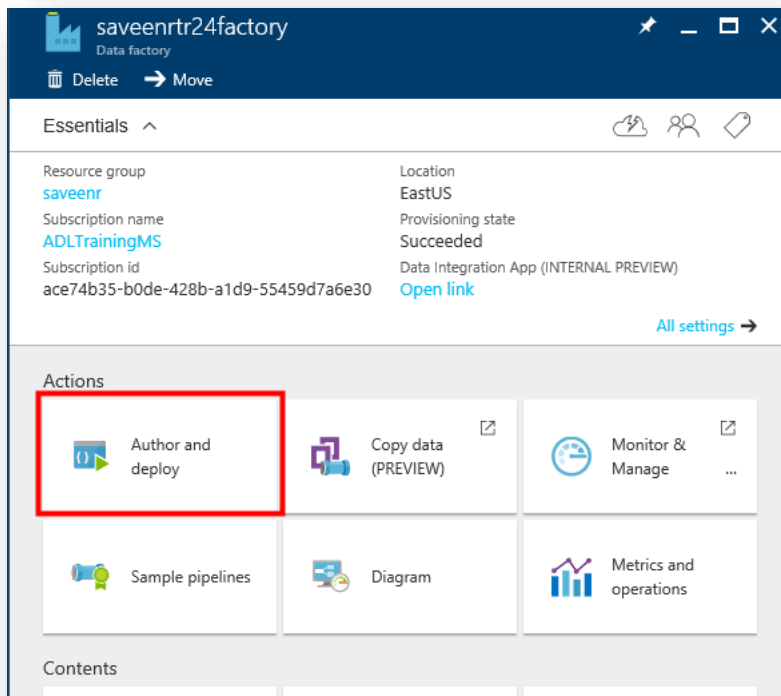 saveenrtr24factory
Data factory
Delete Move
Essentials
Resource group
saveenr
Subscription name
ADLTrainingMS
Subscription id
ace74b35-b0de-428b-a1d9-55459d7a6e30
Location
EastUS
Provisioning state
Succeeded
Data Integration App (INTERNAL PREVIEW)
Open link
All settings
Actions
Author and
deploy
Copy data
(PREVIEW)
Monitor &
Manage ...
Sample pipelines
Diagram
Metrics and
operations
Contents